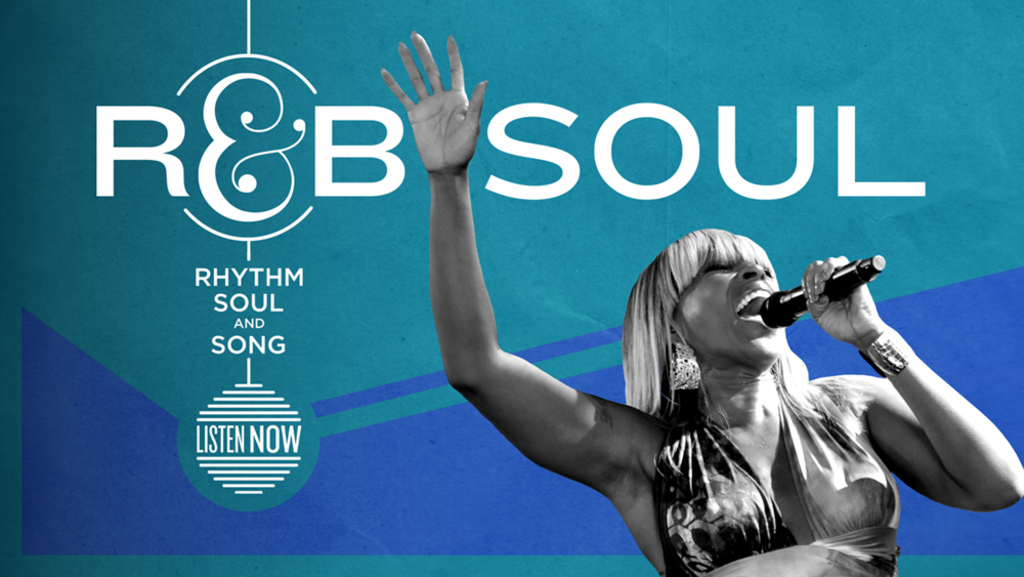 R&B SOUL
RHYTHM
SOUL
AND
SONG
LISTEN NOW